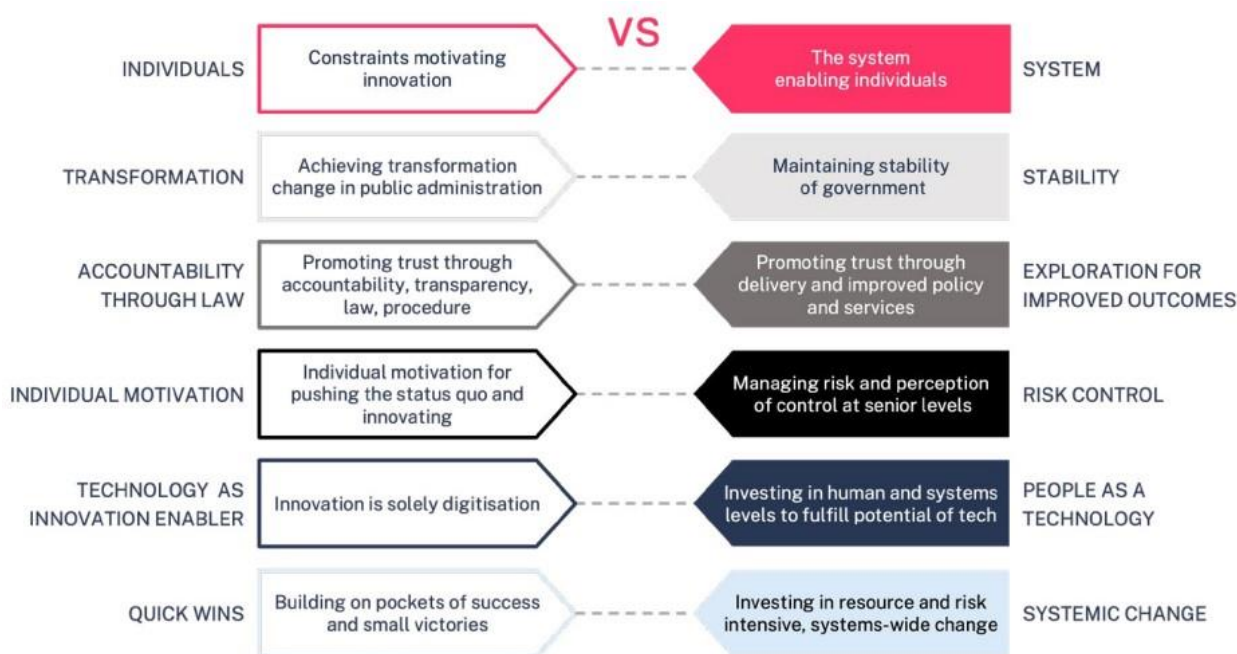 VS
INDIVIDUALS
Constraints motivating
innovation
The system
enabling individuals
SYSTEM
TRANSFORMATION
Achieving transformation
change in public administration
Maintaining stability
of government
STABILITY
ACCOUNTABILITY
THROUGH LAW
Promoting trust through
accountability, transparency,
law, procedure
Promoting trust through
delivery and improved policy
and services
EXPLORATION FOR
IMPROVED OUTCOMES
INDIVIDUAL MOTIVATION
Individual motivation for
pushing the status quo and
innovating
Managing risk and perception
of control at senior levels
RISK CONTROL
TECHNOLOGY AS
INNOVATION ENABLER
Innovation is solely digitisation
Investing in human and systems
levels to fulfill potential of tech
PEOPLE AS A
TECHNOLOGY
QUICK WINS
Building on pockets of success
and small victories
Investing in resource and risk
intensive, systems-wide change
SYSTEMIC CHANGE